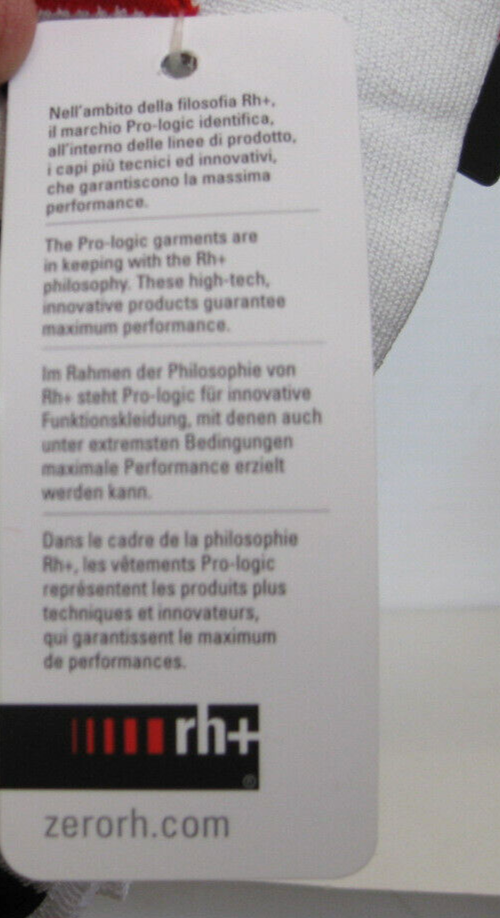 Nell'ambito della filosofia Rh+,
il marchio Pro-logic identifica,
all'interno delle linee di prodotto,
i capi più tecnici ed innovativi,
che garantiscono la massima
performance.
The Pro-logic garments are
in keeping with the Rh+
philosophy. These high-tech,
innovative products guarantee
maximum performance.
Im Rahmen der Philosophie von
Rh+ steht Pro-logic für innovative
Funktionskleidung, mit denen auch
unter extremsten Bedingungen
maximale Performance erzielt
werden kann.
Dans le cadre de la philosophie
Rh+, les vêtements Pro-logic
représentent les produits plus
techniques et innovateurs,
qui garantissent le maximum
de performances.
rh+
®
zerorh.com